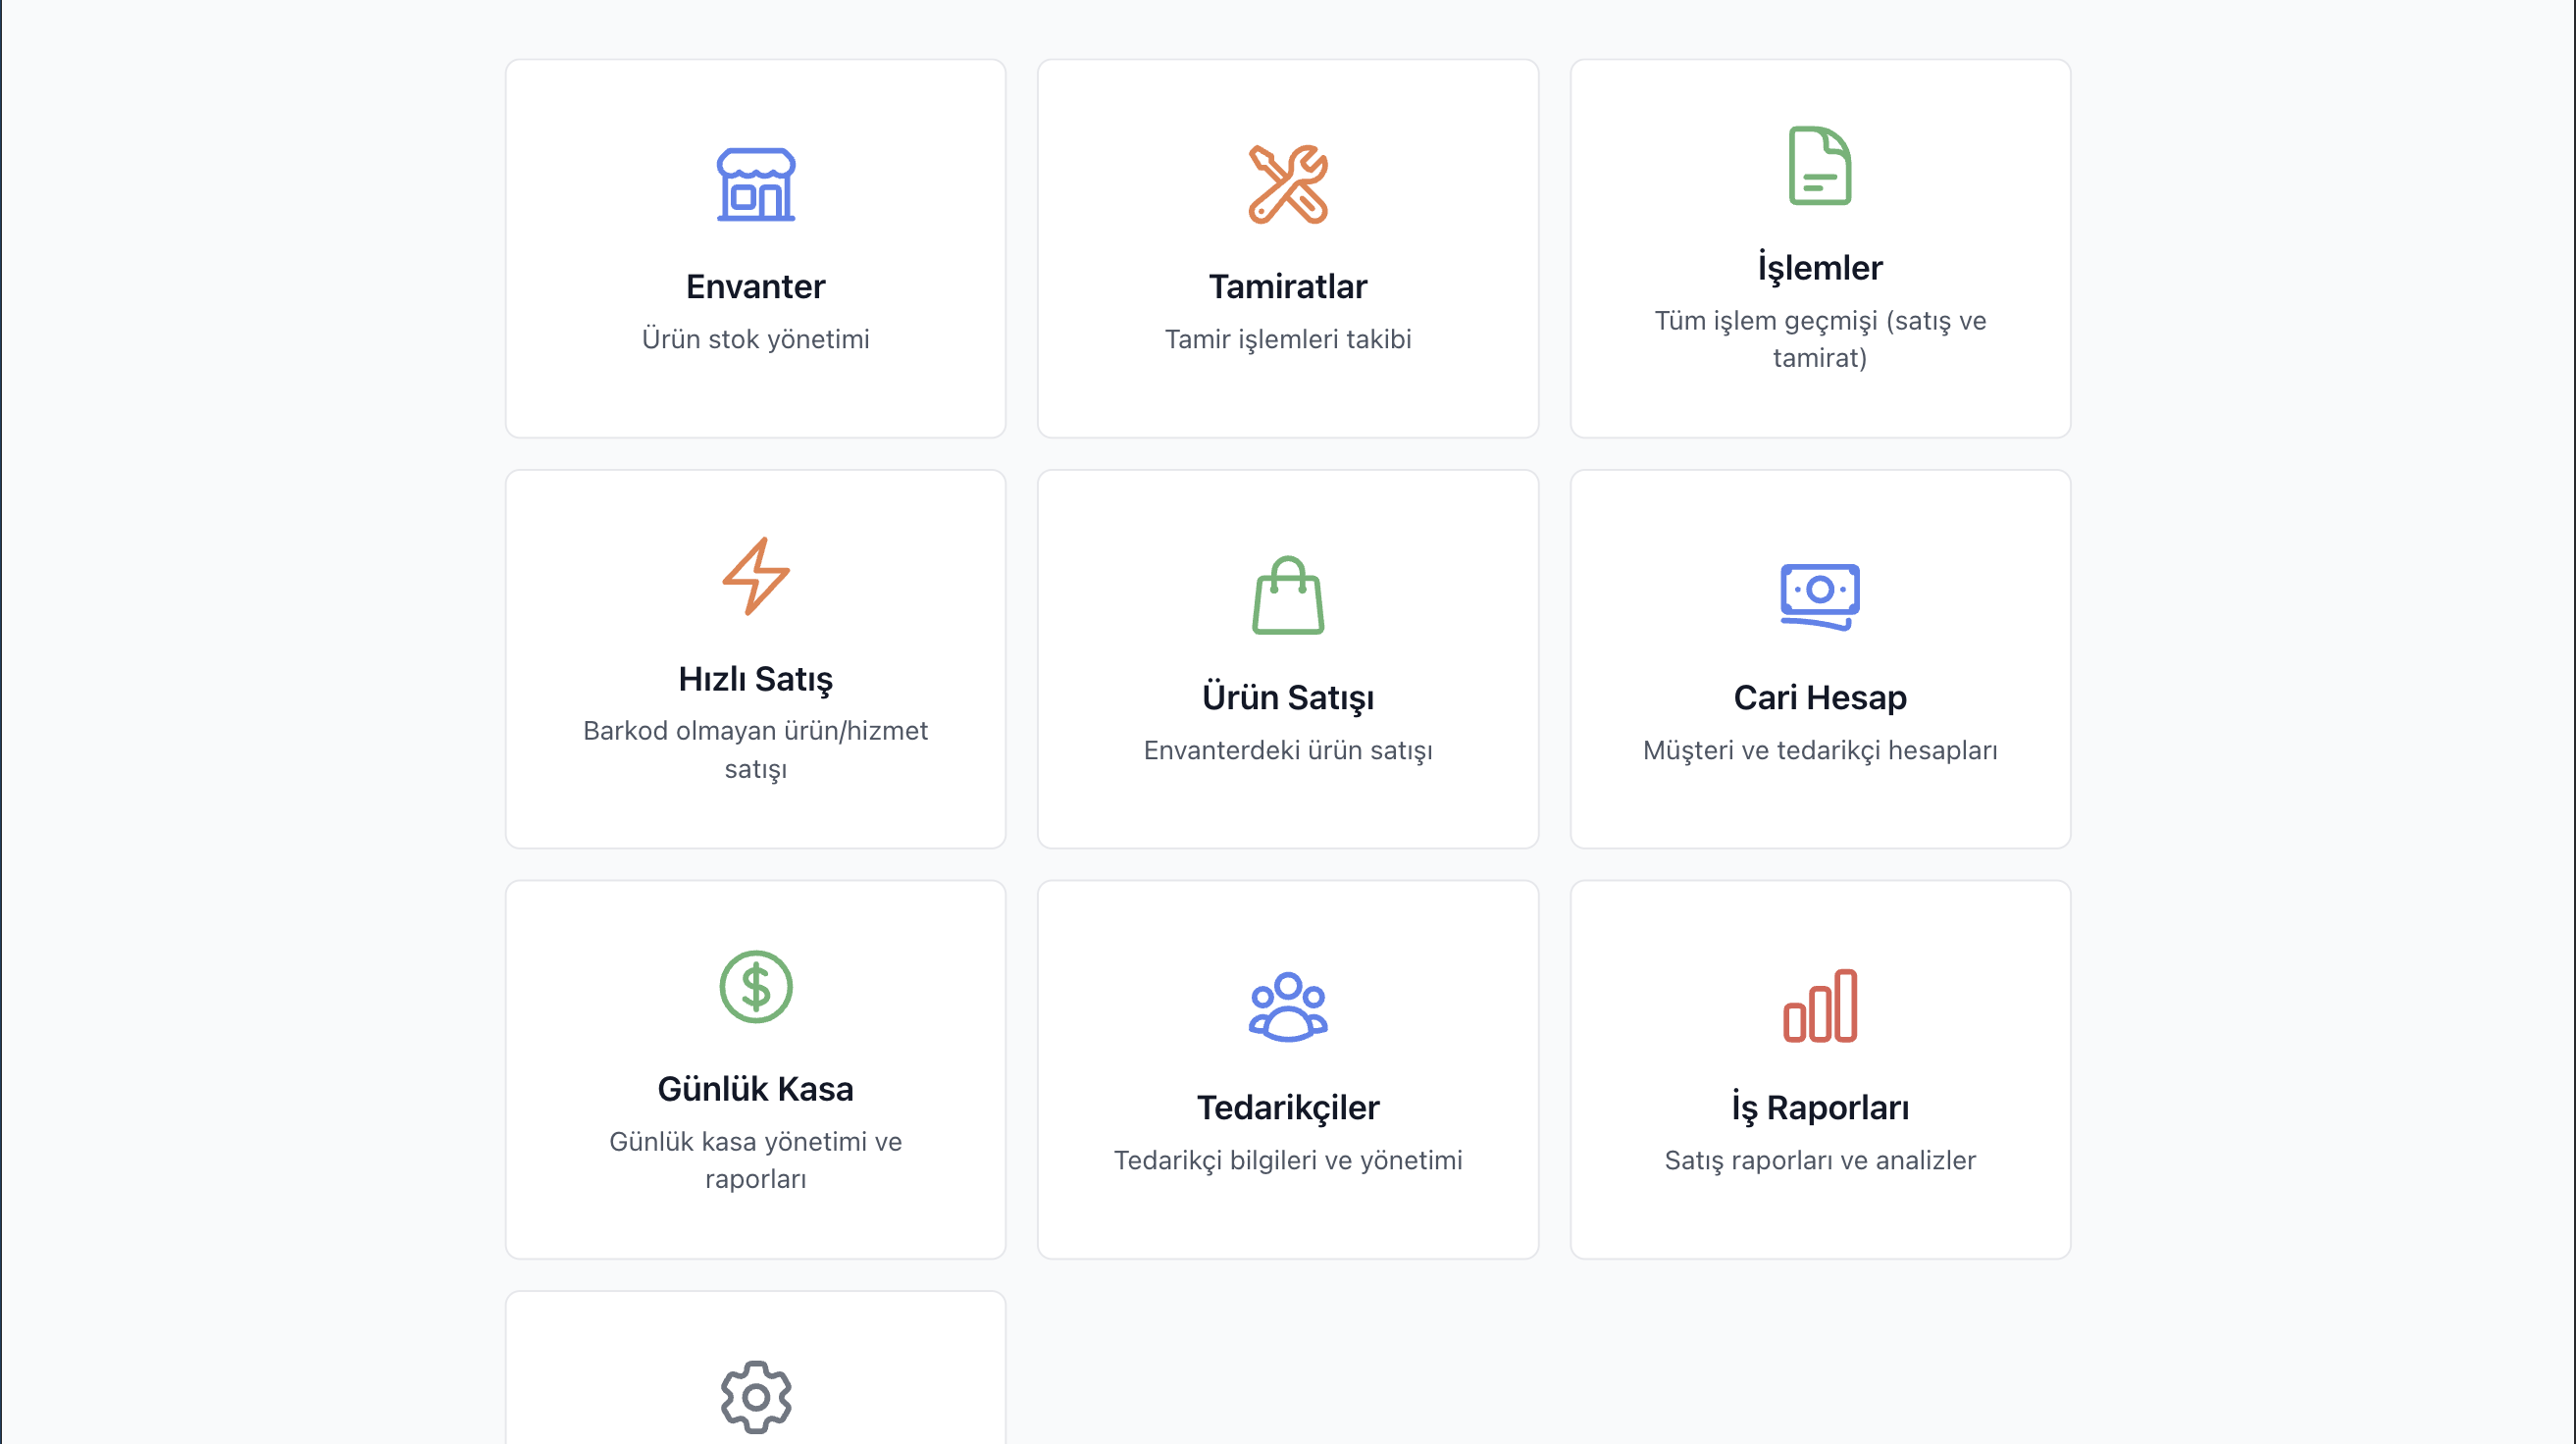 Envanter
Ürün stok yönetimi
Tamiratlar
Tamir işlemleri takibi
İşlemler
Tüm işlem geçmişi (satış ve
tamirat)
Hızlı Satış
Barkod olmayan ürün/hizmet
satışı
Ürün Satışı
Envanterdeki ürün satışı
Cari Hesap
Müşteri ve tedarikçi hesapları
Günlük Kasa
Günlük kasa yönetimi ve
raporları
Tedarikçiler
Tedarikçi bilgileri ve yönetimi
İş Raporları
Satış raporları ve analizler